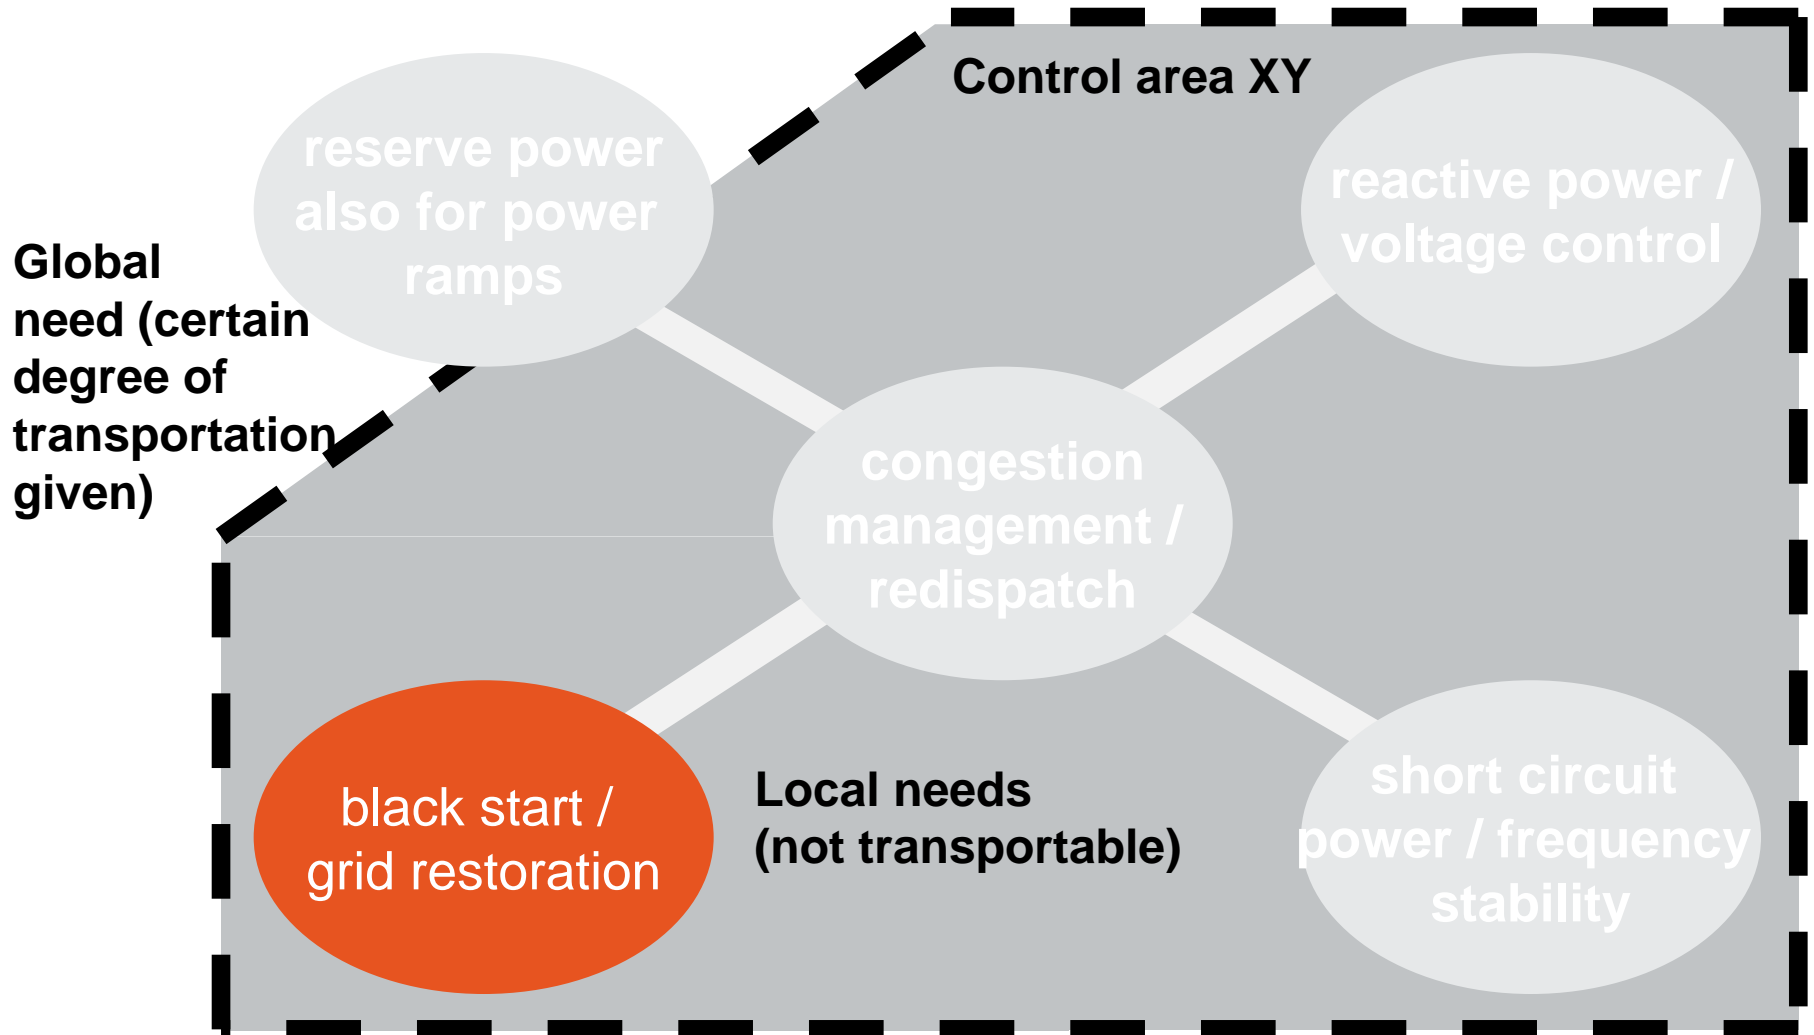 Control area XY
reserve power
also for power
ramps
reactive power /
voltage control
Global
need (certain
degree of
transportation
given)
congestion
management /
redispatch
black start /
grid restoration
Local needs
(not transportable)
short circuit
power / frequency
stability